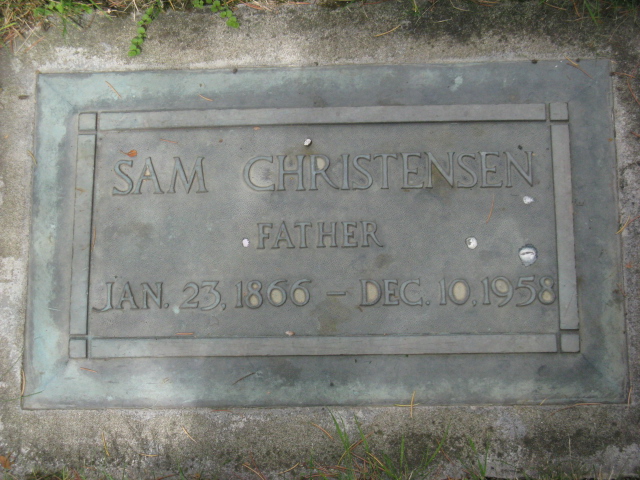 SAM CHRISTENSEN
FATHER
JAN. 23, 1866 – DEC. 10, 1958